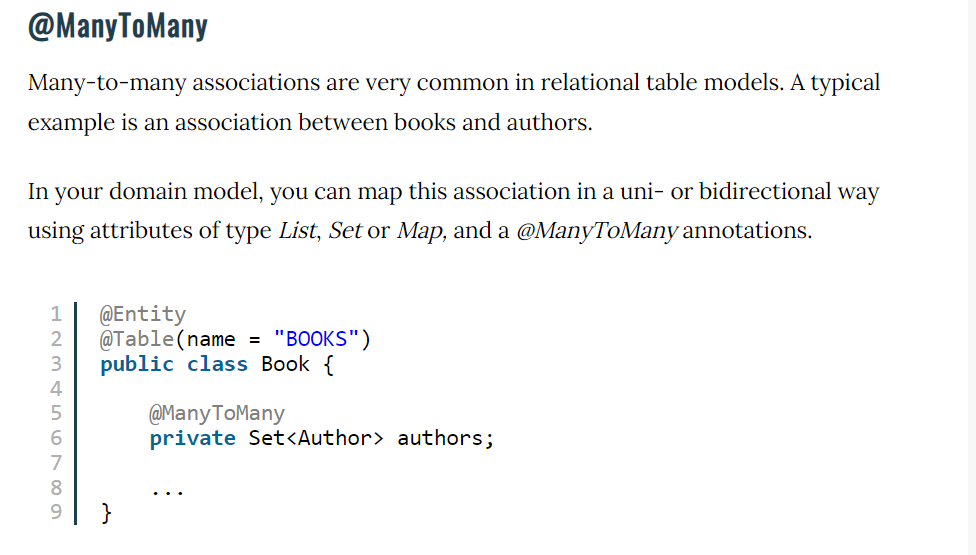 @ManyToMany
Many-to-many associations are very common in relational table models. A typical
example is an association between books and authors.
In your domain model, you can map this association in a uni- or bidirectional way
using attributes of type List, Set or Map, and a @ManyToMany annotations.
1 @Entity
2 @Table(name = "BOOKS")
3 public class Book {
4
5     @ManyToMany
6     private Set<Author> authors;
7
8     ...
9 }